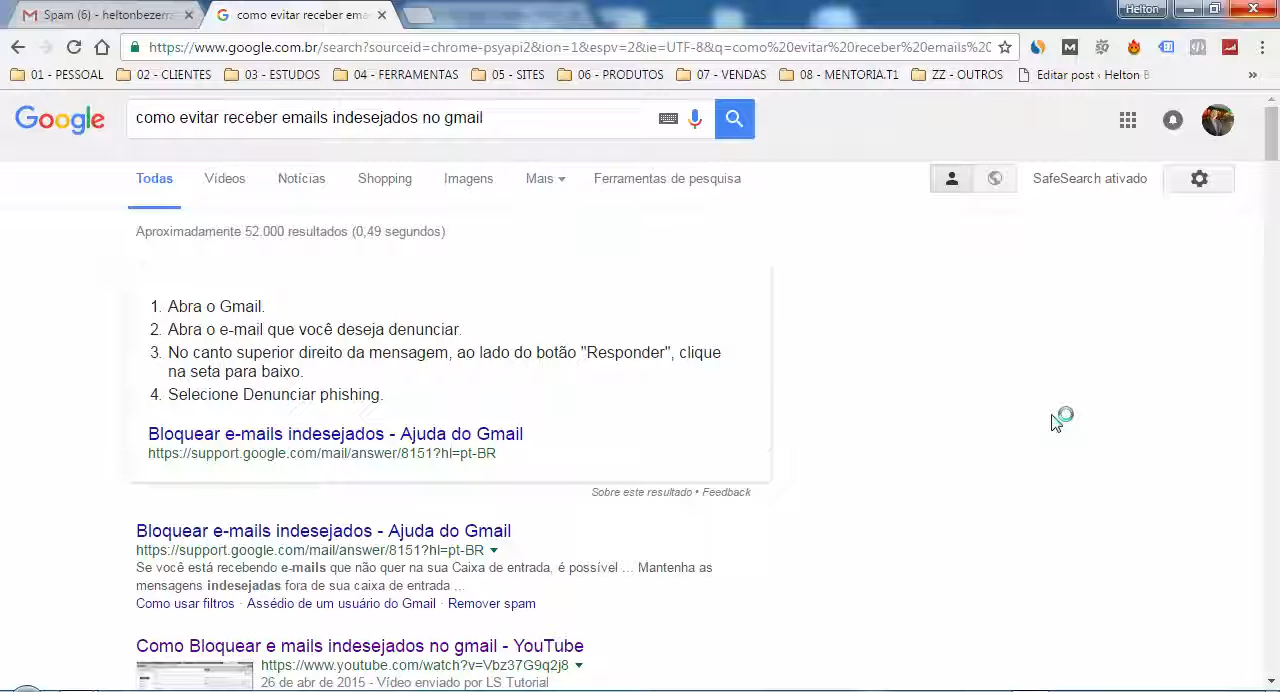 Spam (6) - heltonbezerr
como evitar receber ema
Helton
https://www.google.com.br/search?sourceid=chrome-psyapi2&ion=1&espv=2&ie=UTF-8&q=como%20evitar%20receber%20emails%20
01 - PESSOAL 02 - CLIENTES 03 - ESTUDOS 04 - FERRAMENTAS 05 - SITES 06 - PRODUTOS 07 - VENDAS 08 - MENTORIA.T1 ZZ - OUTROS Editar post ‹ Helton B »
Google
como evitar receber emails indesejados no gmail
Todas Vídeos Notícias Shopping Imagens Mais Ferramentas de pesquisa SafeSearch ativado
Aproximadamente 52.000 resultados (0,49 segundos)
1. Abra o Gmail.
2. Abra o e-mail que você deseja denunciar.
3. No canto superior direito da mensagem, ao lado do botão "Responder", clique
na seta para baixo.
4. Selecione Denunciar phishing.
Bloquear e-mails indesejados - Ajuda do Gmail
https://support.google.com/mail/answer/8151?hl=pt-BR
Sobre este resultado • Feedback
Bloquear e-mails indesejados - Ajuda do Gmail
https://support.google.com/mail/answer/8151?hl=pt-BR
Se você está recebendo e-mails que não quer na sua Caixa de entrada, é possível ... Mantenha as
mensagens indesejadas fora de sua caixa de entrada ...
Como usar filtros · Assédio de um usuário do Gmail · Remover spam
Como Bloquear e mails indesejados no gmail - YouTube
https://www.youtube.com/watch?v=Vbz37G9q2j8
26 de abr de 2015 - Vídeo enviado por LS Tutorial